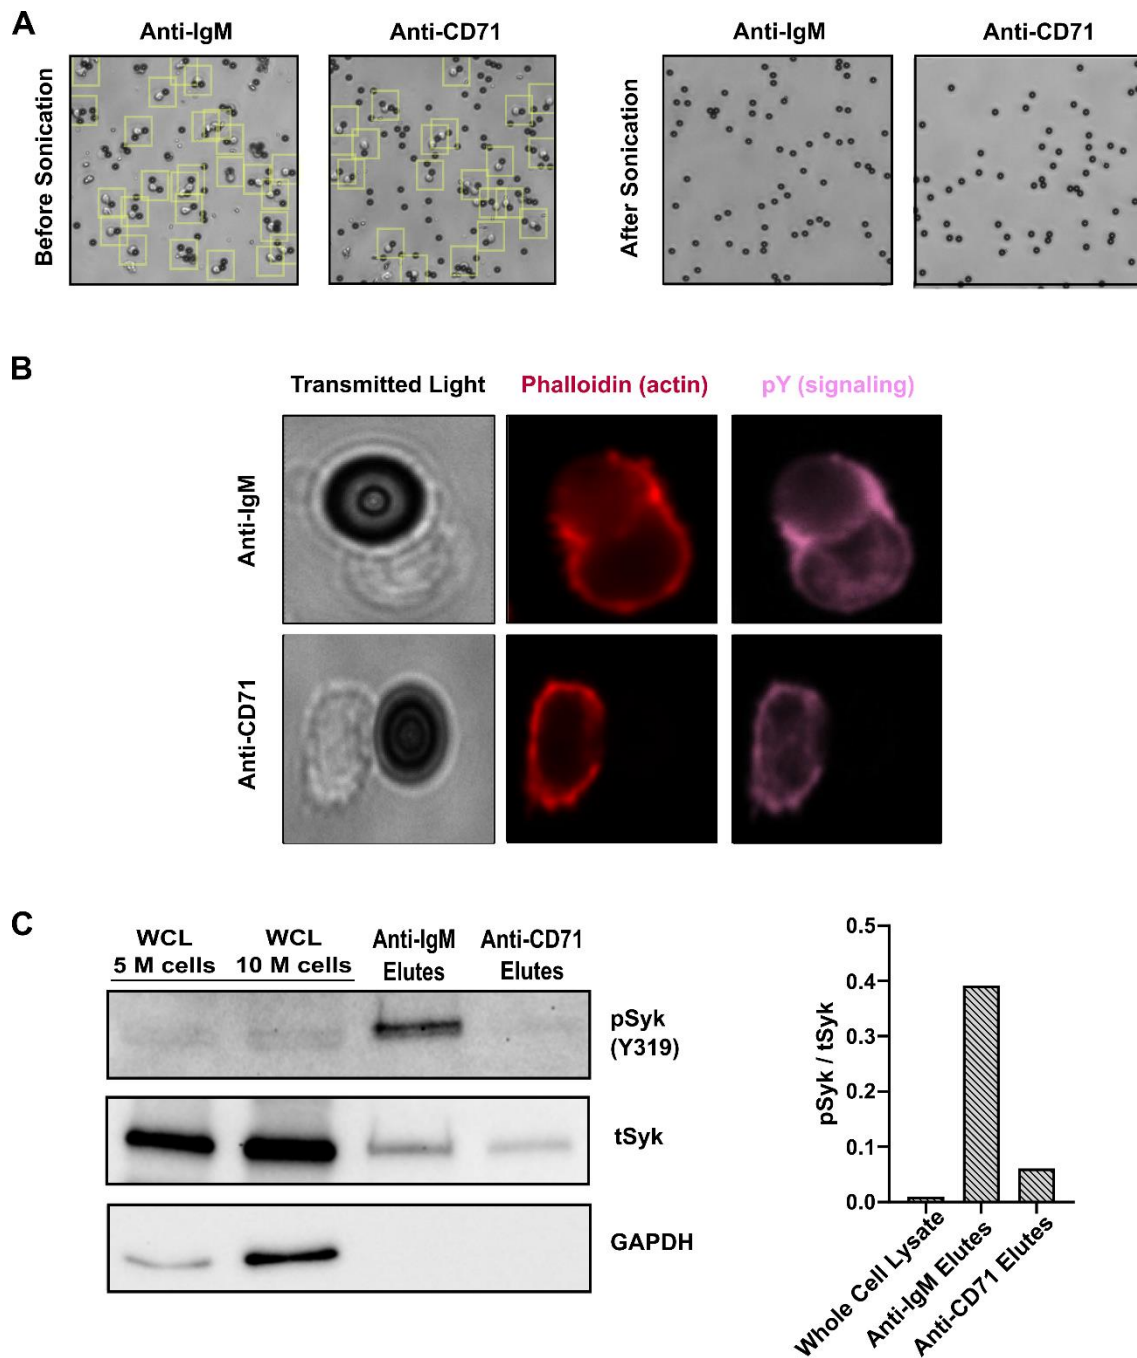 A
Anti-IgM
Anti-CD71
Anti-IgM
Anti-CD71
Before Sonication
After Sonication
B
Transmitted Light
Phalloidin (actin)
pY (signaling)
Anti-IgM
Anti-CD71
C
WCL
5 M cells
WCL
10 M cells
Anti-IgM
Elutes
Anti-CD71
Elutes
pSyk
(Y319)
tSyk
GAPDH
pSyk / tSyk
0.5
0.4
0.3
0.2
0.1
0.0
Whole Cell Lysate
Anti-IgM Elutes
Anti-CD71 Elutes